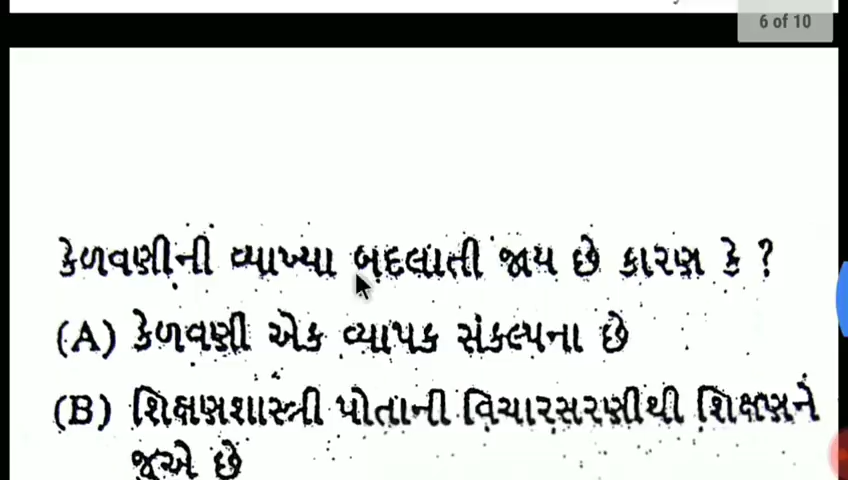 6 of 10
કેળવણીની વ્યાખ્યા બદલાતી જાય છે કારણ કે ?
(A) કેળવણી એક વ્યાપક સંકલ્પના છે
(B) શિક્ષણશાસ્ત્રી પોતાની વિચારસરણીથી શિક્ષણને
જૂએ છે